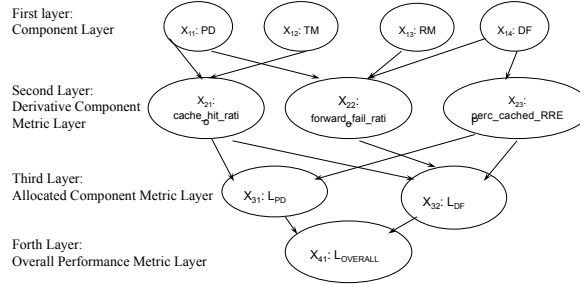 First layer:
Component Layer
X11: PD
X12: TM
X13: RM
X14: DF
Second Layer:
Derivative Component
Metric Layer
X21:
cache_hit_rati
o
X22:
forward_fail_rati
o
X23:
perc_cached_RRE
P
Third Layer:
Allocated Component Metric Layer
X31: LPD
X32: LDF
Forth Layer:
Overall Performance Metric Layer
X41: LOVERALL